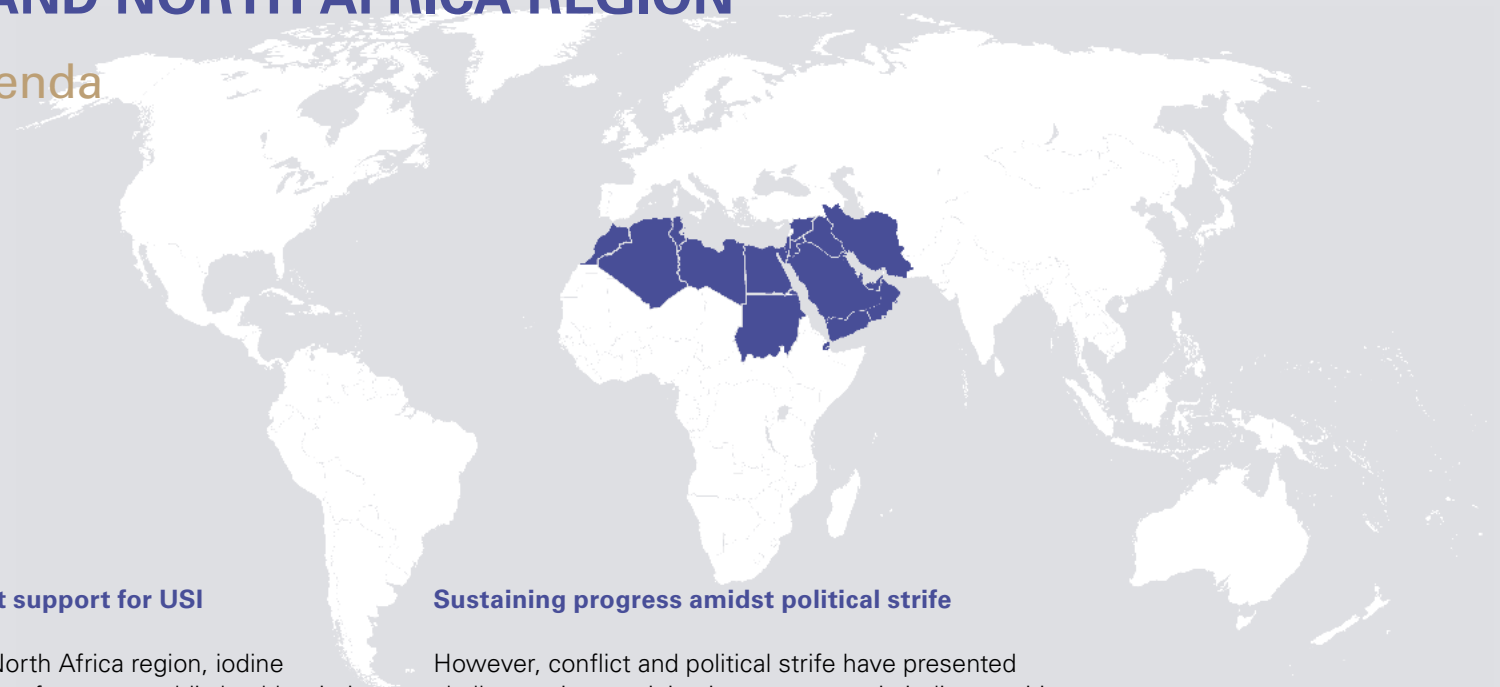 AND NORTH AFRICA REGION
enda
t support for USI
North Africa region, iodine
Sustaining progress amidst political strife
However, conflict and political strife have presented